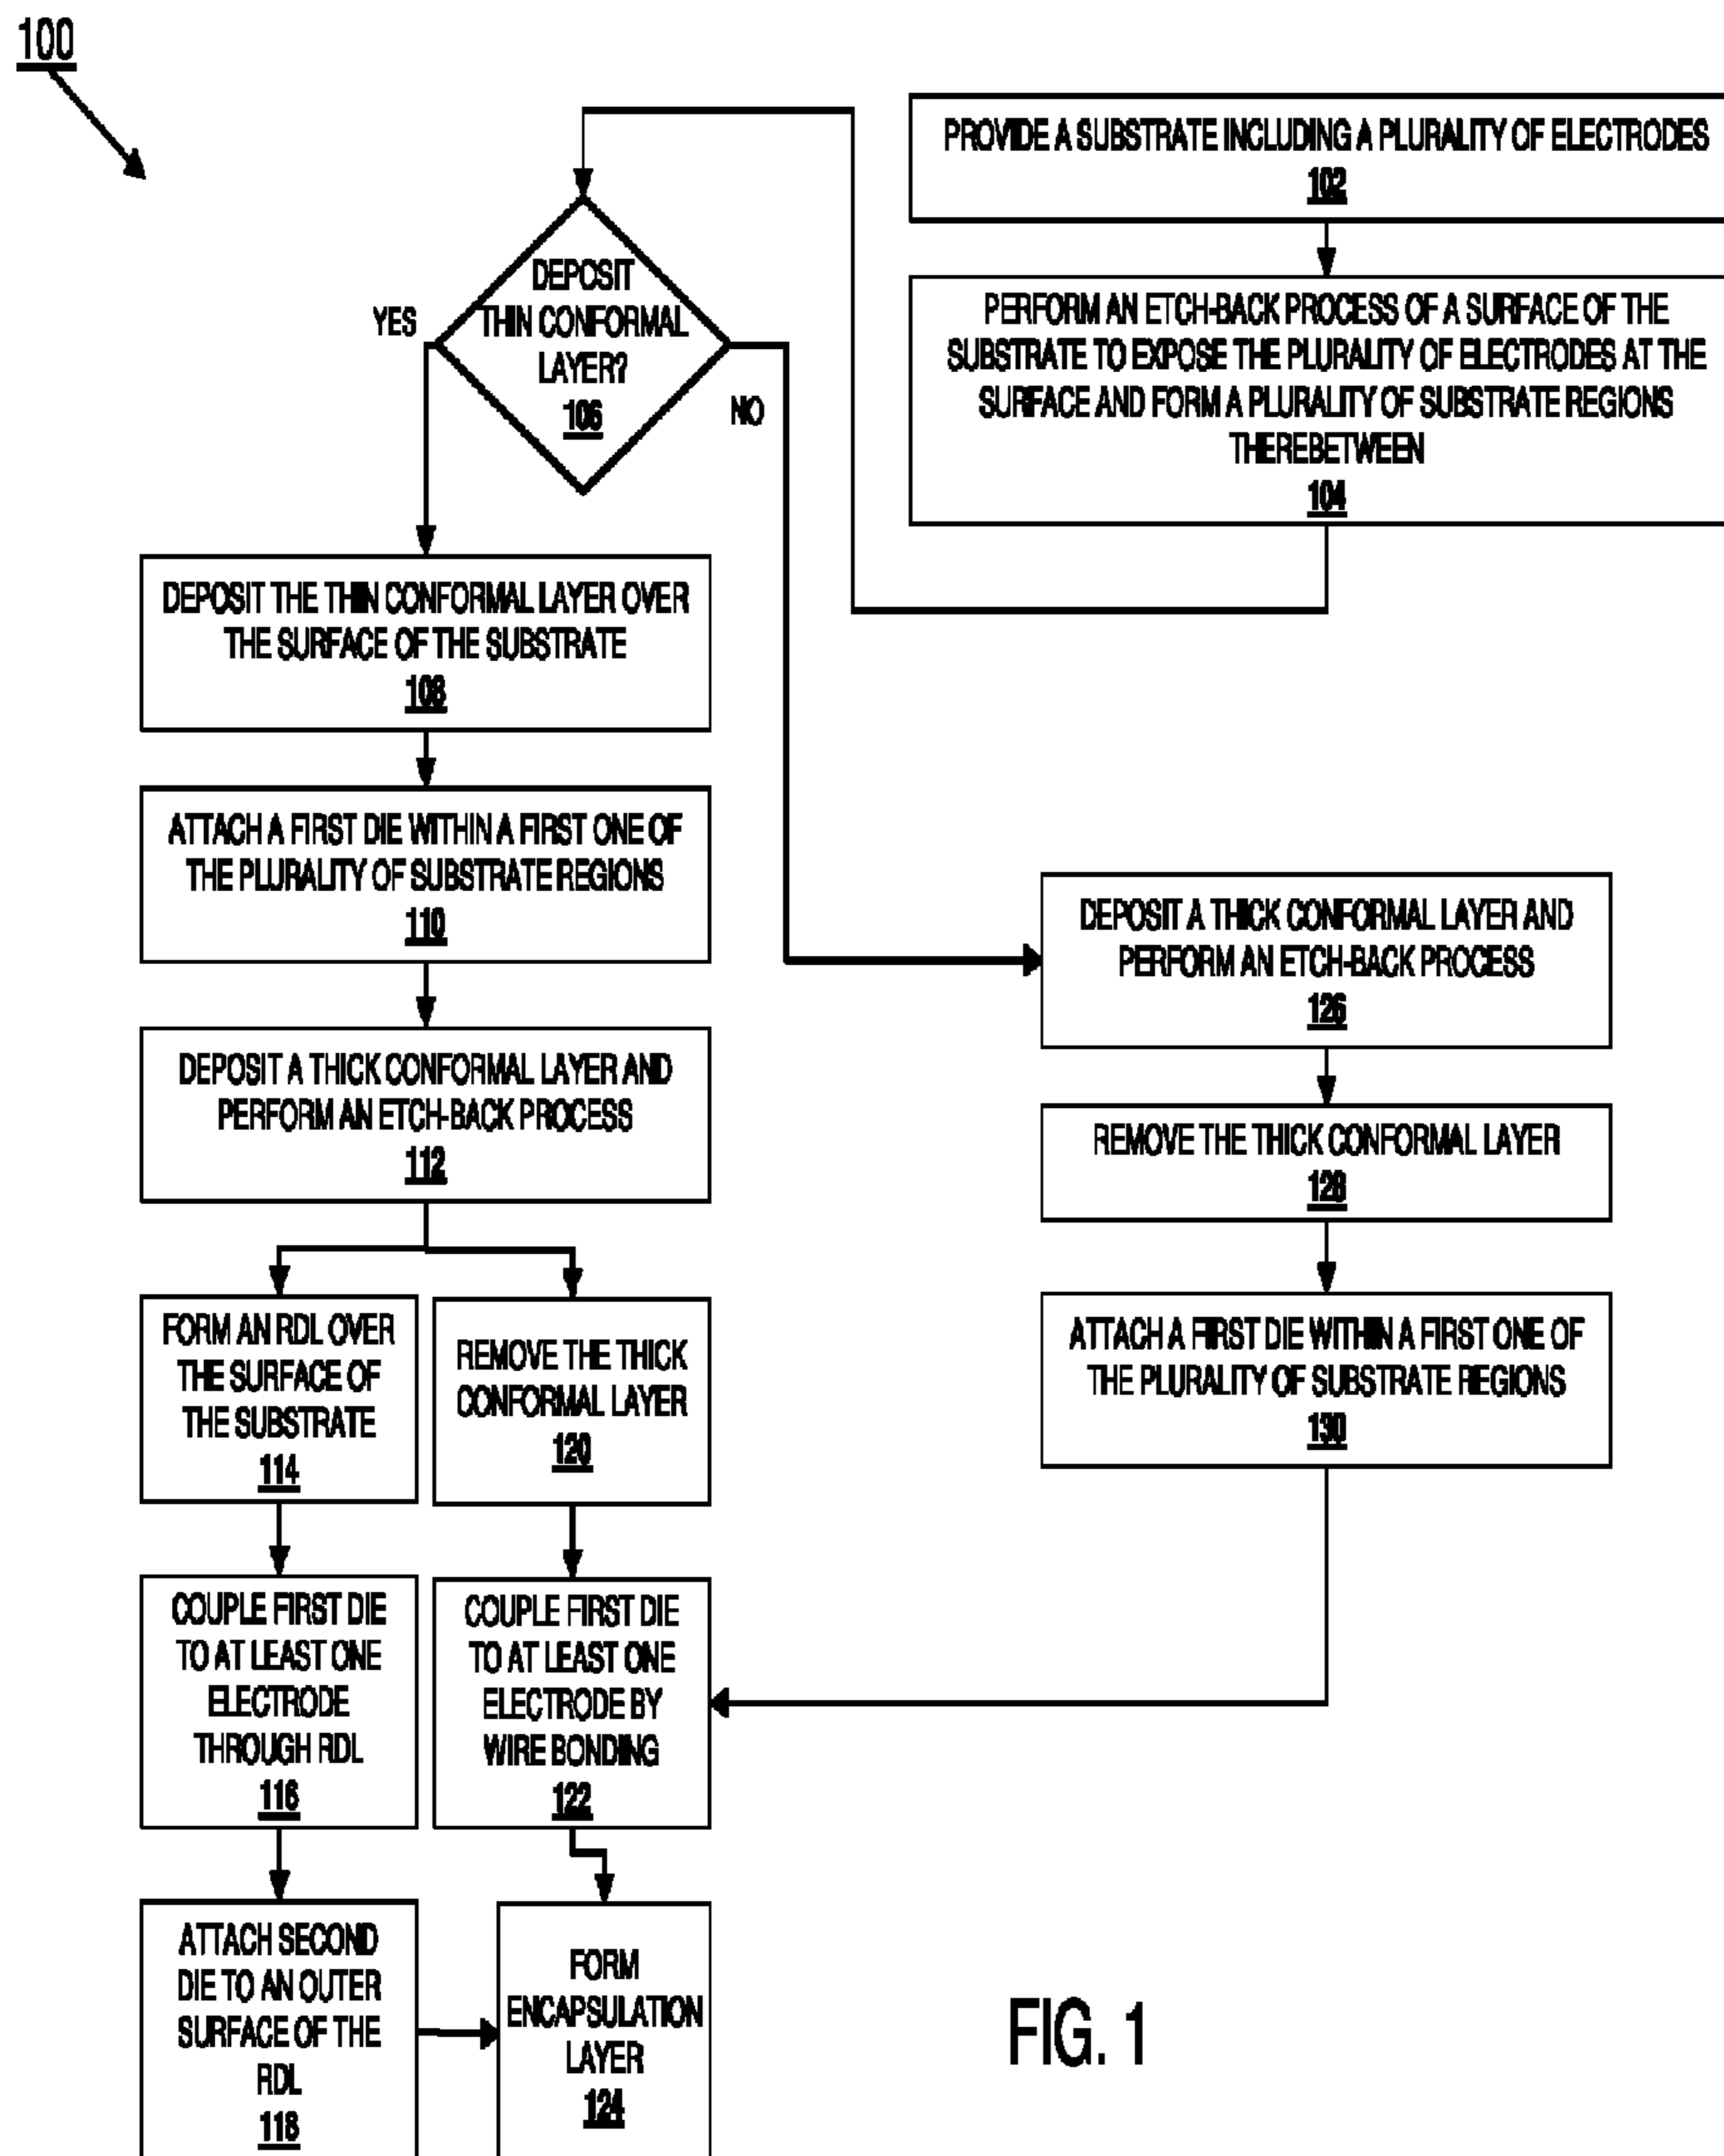 100
PROVIDE A SUBSTRATE INCLUDING A PLURALITY OF ELECTRODES
102
PERFORM AN ETCH-BACK PROCESS OF A SURFACE OF THE
SUBSTRATE TO EXPOSE THE PLURALITY OF ELECTRODES AT THE
SURFACE AND FORM A PLURALITY OF SUBSTRATE REGIONS
THEREBETWEEN
104
DEPOSIT
THIN CONFORMAL
LAYER?
106
YES
NO
DEPOSIT THE THIN CONFORMAL LAYER OVER
THE SURFACE OF THE SUBSTRATE
108
ATTACH A FIRST DIE WITHIN A FIRST ONE OF
THE PLURALITY OF SUBSTRATE REGIONS
110
DEPOSIT A THICK CONFORMAL LAYER AND
PERFORM AN ETCH-BACK PROCESS
112
FORM AN RDL OVER
THE SURFACE OF
THE SUBSTRATE
114
COUPLE FIRST DIE
TO AT LEAST ONE
ELECTRODE
THROUGH RDL
116
ATTACH SECOND
DIE TO AN OUTER
SURFACE OF THE
RDL
118
REMOVE THE THICK
CONFORMAL LAYER
120
COUPLE FIRST DIE
TO AT LEAST ONE
ELECTRODE BY
WIRE BONDING
122
FORM
ENCAPSULATION
LAYER
124
DEPOSIT A THICK CONFORMAL LAYER AND
PERFORM AN ETCH-BACK PROCESS
126
REMOVE THE THICK CONFORMAL LAYER
128
ATTACH A FIRST DIE WITHIN A FIRST ONE OF
THE PLURALITY OF SUBSTRATE REGIONS
130
FIG. 1